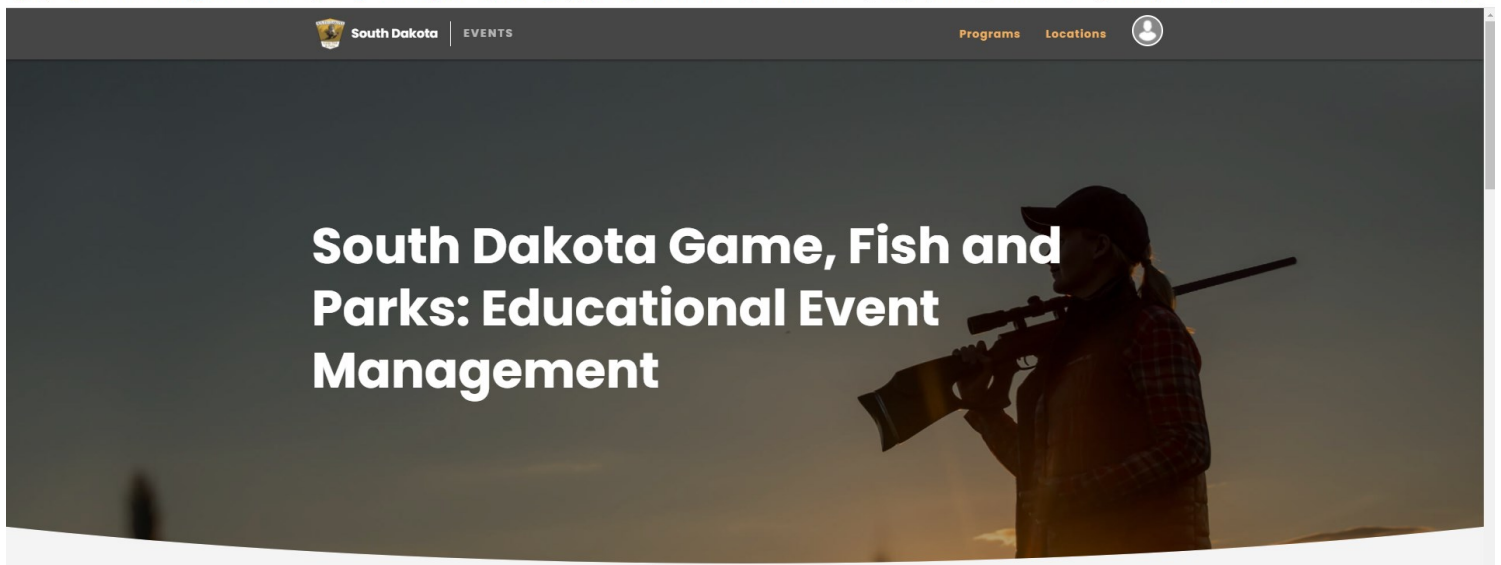 South Dakota
EVENTS
Programs
Locations
South Dakota Game, Fish and
Parks: Educational Event
Management